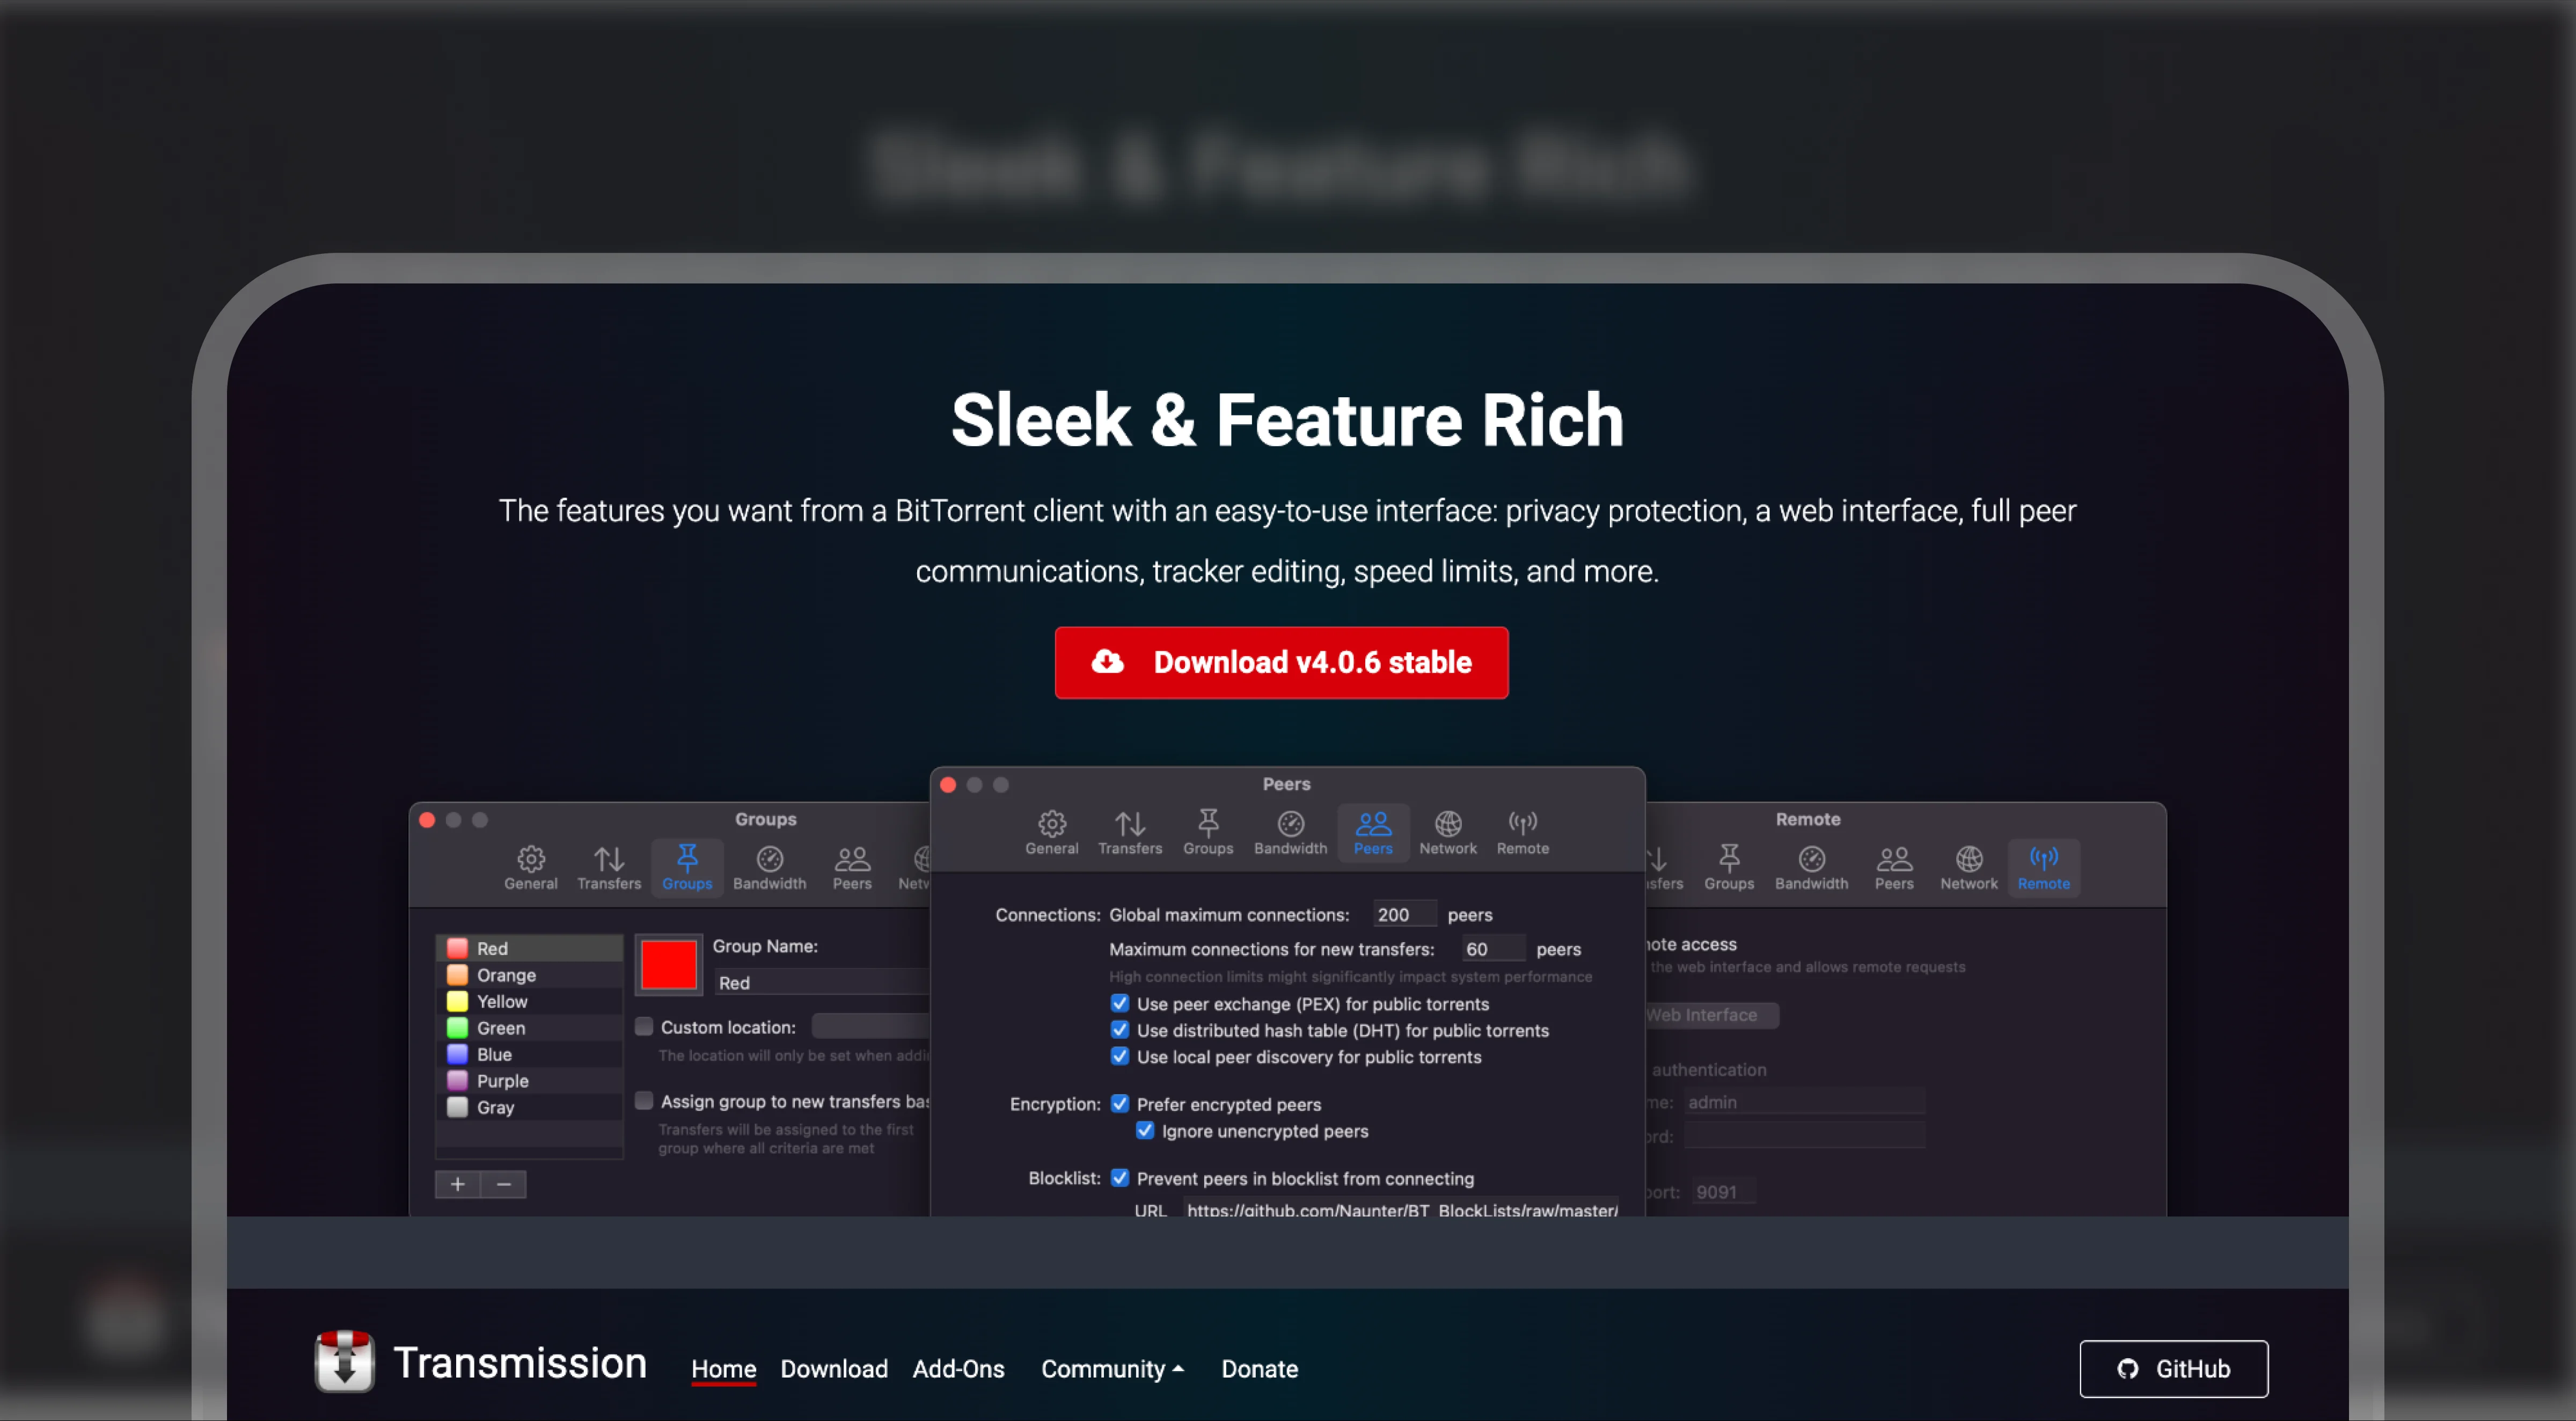 Sleek & Feature Rich
Sleek & Feature Rich
The features you want from a BitTorrent client with an easy-to-use interface: privacy protection, a web interface, full peer
communications, tracker editing, speed limits, and more.
Download v4.0.6 stable
Groups
General Transfers Groups Bandwidth Peers Netw
Red
Orange
Yellow
Green
Blue
Purple
Gray
+ −
Group Name:
Red
Custom location:
The location will only be set when addi
Assign group to new transfers bas
Transfers will be assigned to the first
group where all criteria are met
Peers
General Transfers Groups Bandwidth Peers Network Remote
Connections: Global maximum connections: 200 peers
Maximum connections for new transfers: 60 peers
High connection limits might significantly impact system performance
Use peer exchange (PEX) for public torrents
Use distributed hash table (DHT) for public torrents
Use local peer discovery for public torrents
Encryption: Prefer encrypted peers
Ignore unencrypted peers
Blocklist: Prevent peers in blocklist from connecting
URL https://github.com/Naunter/BT_BlockLists/raw/master/
Remote
sfers Groups Bandwidth Peers Network Remote
ote access
the web interface and allows remote requests
Web Interface
authentication
me: admin
ord:
ort: 9091
Transmission Home Download Add-Ons Community Donate GitHub